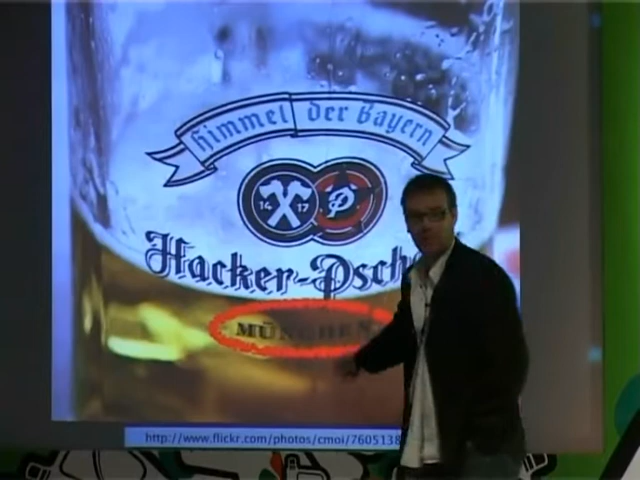 Himmel der Bayern
14 17
Hacker-Psch
MÜNCHEN
http://www.flickr.com/photos/cmoi/7605138